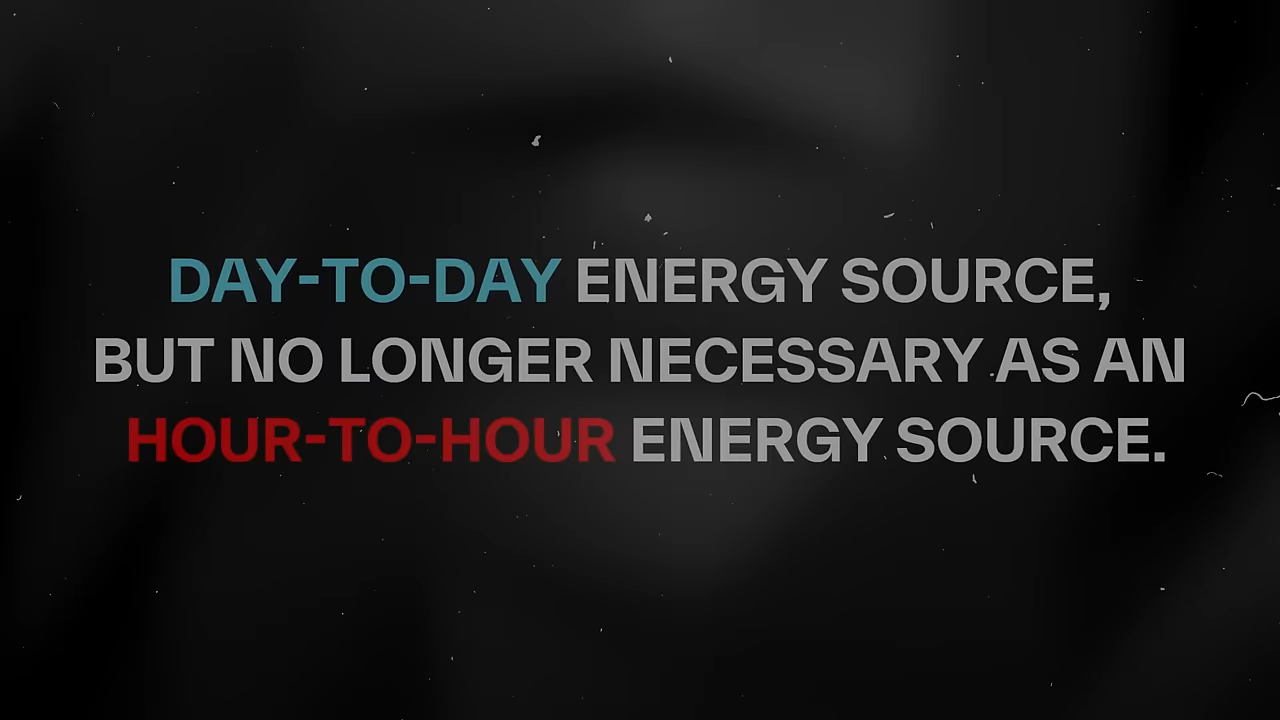 DAY-TO-DAY ENERGY SOURCE,
BUT NO LONGER NECESSARY AS AN
HOUR-TO-HOUR ENERGY SOURCE.